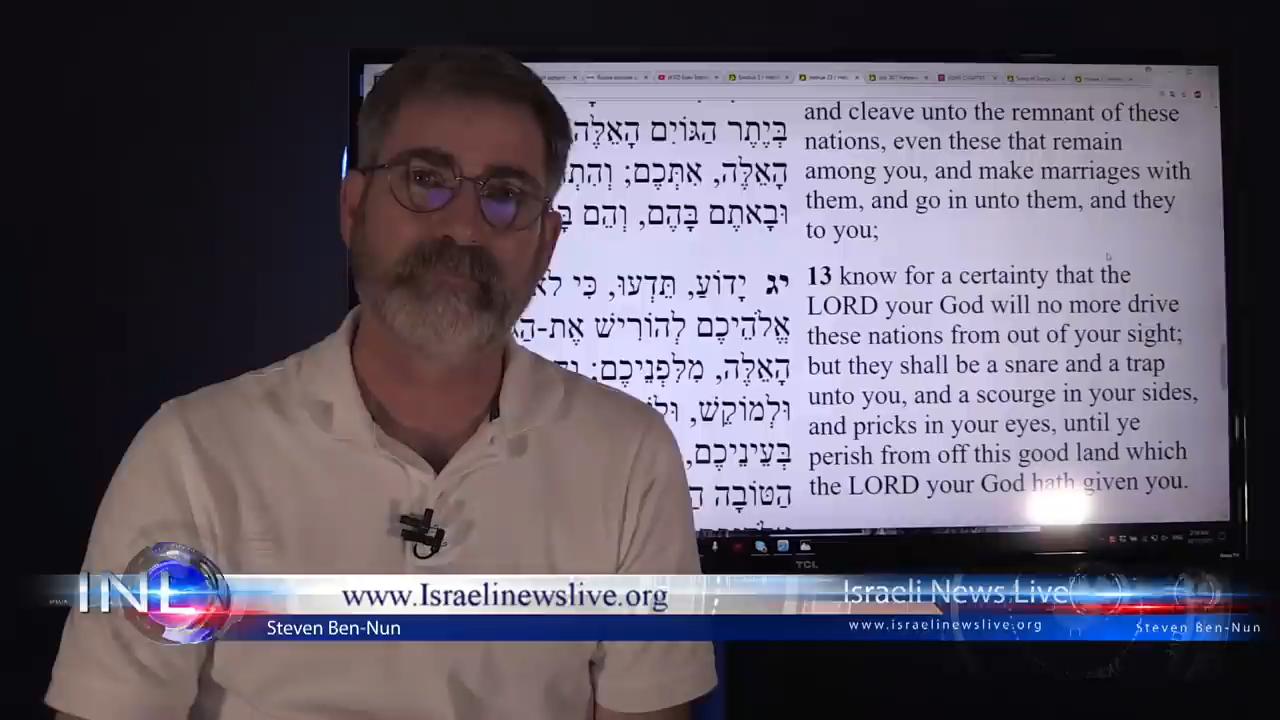 בְּיֶתֶר הַגּוֹיִם הָאֵלֶּה
הָאֵלֶּה, אִתְּכֶם;
וּבָאתֶם בָּהֶם, וְהֵם
יג יָדוֹעַ, תֵּדְעוּ, כִּי
אֱלֹהֵיכֶם לְהוֹרִישׁ אֶת-
הָאֵלֶּה, מִלִּפְנֵיכֶם;
וּלְמוֹקֵשׁ,
בְּעֵינֵיכֶם,
הַטּוֹבָה
and cleave unto the remnant of these
nations, even these that remain
among you, and make marriages with
them, and go in unto them, and they
to you;
13 know for a certainty that the
LORD your God will no more drive
these nations from out of your sight;
but they shall be a snare and a trap
unto you, and a scourge in your sides,
and pricks in your eyes, until ye
perish from off this good land which
the LORD your God hath given you.
TCL
INL
www.Israelinewslive.org
Steven Ben-Nun
Israeli News Live
www.israelinewslive.org
Steven Ben-Nun